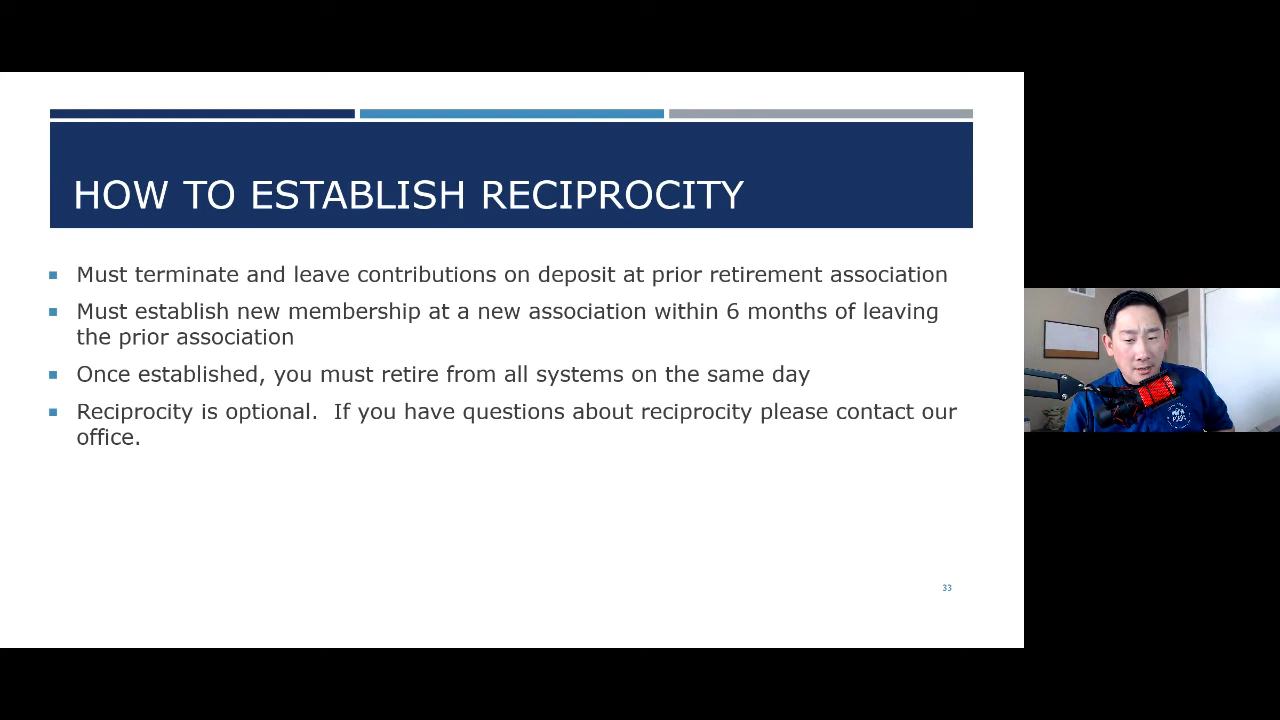 HOW TO ESTABLISH RECIPROCITY
Must terminate and leave contributions on deposit at prior retirement association
Must establish new membership at a new association within 6 months of leaving
the prior association
Once established, you must retire from all systems on the same day
Reciprocity is optional.  If you have questions about reciprocity please contact our
office.
33